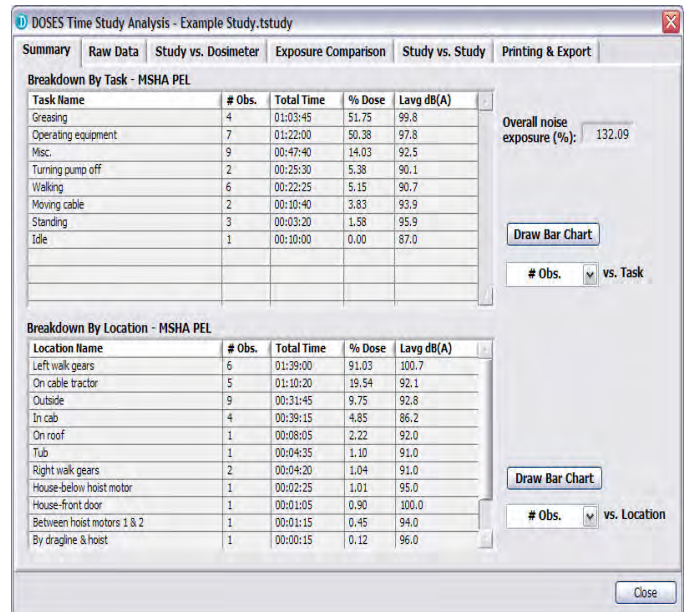 DOSES Time Study Analysis - Example Study.tstudy
Summary Raw Data Study vs. Dosimeter Exposure Comparison Study vs. Study Printing & Export
Breakdown By Task - MSHA PEL
Task Name # Obs. Total Time % Dose Lavg dB(A)
Greasing 4 01:03:45 51.75 99.8
Operating equipment 7 01:22:00 50.38 97.8
Misc. 9 00:47:40 14.03 92.5
Turning pump off 2 00:25:30 5.38 90.1
Walking 6 00:22:25 5.15 90.7
Moving cable 2 00:10:40 3.83 93.9
Standing 3 00:03:20 1.58 95.9
Idle 1 00:10:00 0.00 87.0
Overall noise
exposure (%): 132.09
Draw Bar Chart
# Obs. vs. Task
Breakdown By Location - MSHA PEL
Location Name # Obs. Total Time % Dose Lavg dB(A)
Left walk gears 6 01:39:00 91.03 100.7
On cable tractor 5 01:10:20 19.54 92.1
Outside 9 00:31:45 9.75 92.8
In cab 4 00:39:15 4.85 86.2
On roof 1 00:08:05 2.22 92.0
Tub 1 00:04:35 1.10 91.0
Right walk gears 2 00:04:20 1.04 91.0
House-below hoist motor 1 00:02:25 1.01 95.0
House-front door 1 00:01:05 0.90 100.0
Between hoist motors 1 & 2 1 00:01:15 0.45 94.0
By dragline & hoist 1 00:00:15 0.12 96.0
Draw Bar Chart
# Obs. vs. Location
Close